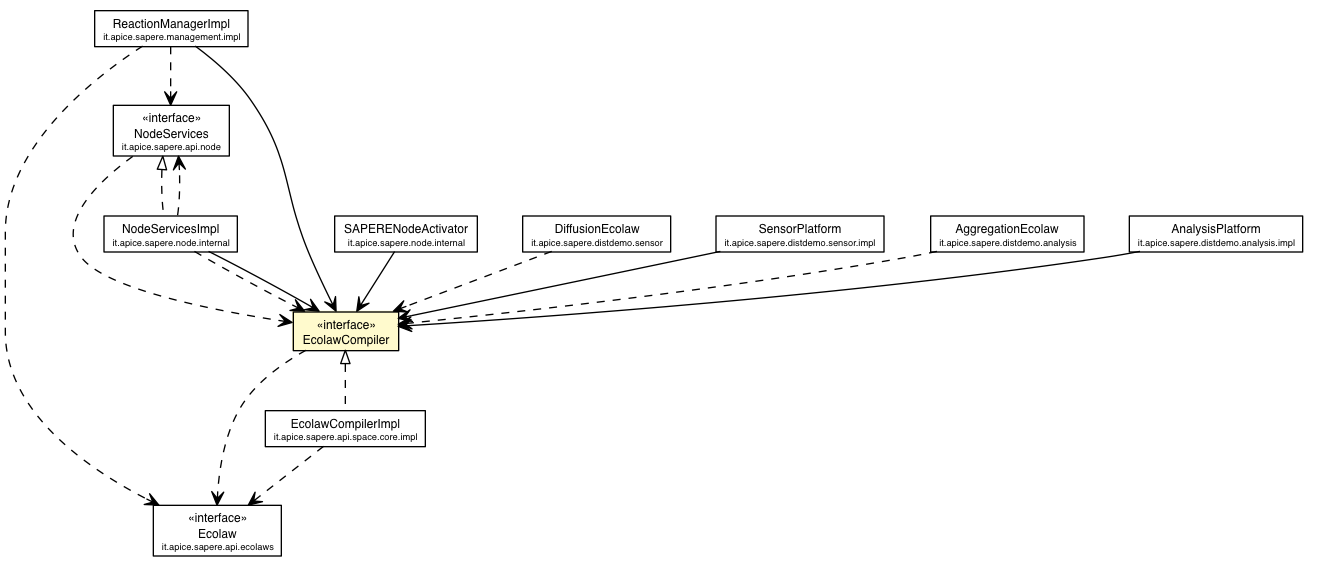 ReactionManagerImpl
it.apice.sapere.management.impl
«interface»
NodeServices
it.apice.sapere.api.node
NodeServicesImpl
it.apice.sapere.node.internal
SAPERENodeActivator
it.apice.sapere.node.internal
DiffusionEcolaw
it.apice.sapere.distdemo.sensor
SensorPlatform
it.apice.sapere.distdemo.sensor.impl
AggregationEcolaw
it.apice.sapere.distdemo.analysis
AnalysisPlatform
it.apice.sapere.distdemo.analysis.impl
«interface»
EcolawCompiler
EcolawCompilerImpl
it.apice.sapere.api.space.core.impl
«interface»
Ecolaw
it.apice.sapere.api.ecolaws